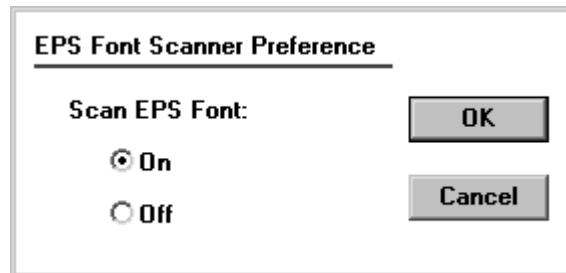 EPS Font Scanner Preference
Scan EPS Font:
On
Off
OK
Cancel